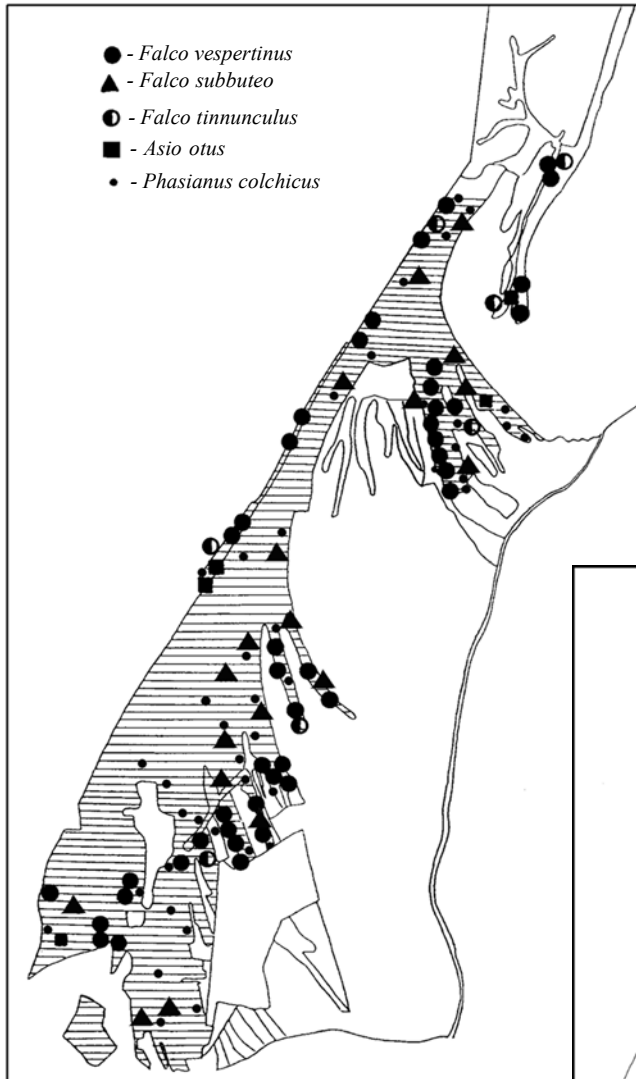 - Falco vespertinus
- Falco subbuteo
- Falco tinnunculus
- Asio otus
- Phasianus colchicus